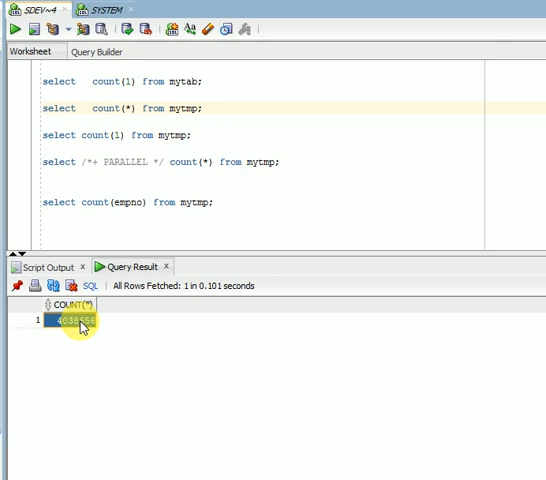 SDEV~4 x SYSTEM x
Worksheet Query Builder
select count(1) from mytab;
select count(*) from mytmp;
select count(1) from mytmp;
select /*+ PARALLEL */ count(*) from mytmp;
select count(empno) from mytmp;
Script Output x Query Result x
SQL All Rows Fetched: 1 in 0.101 seconds
COUNT(*)
1